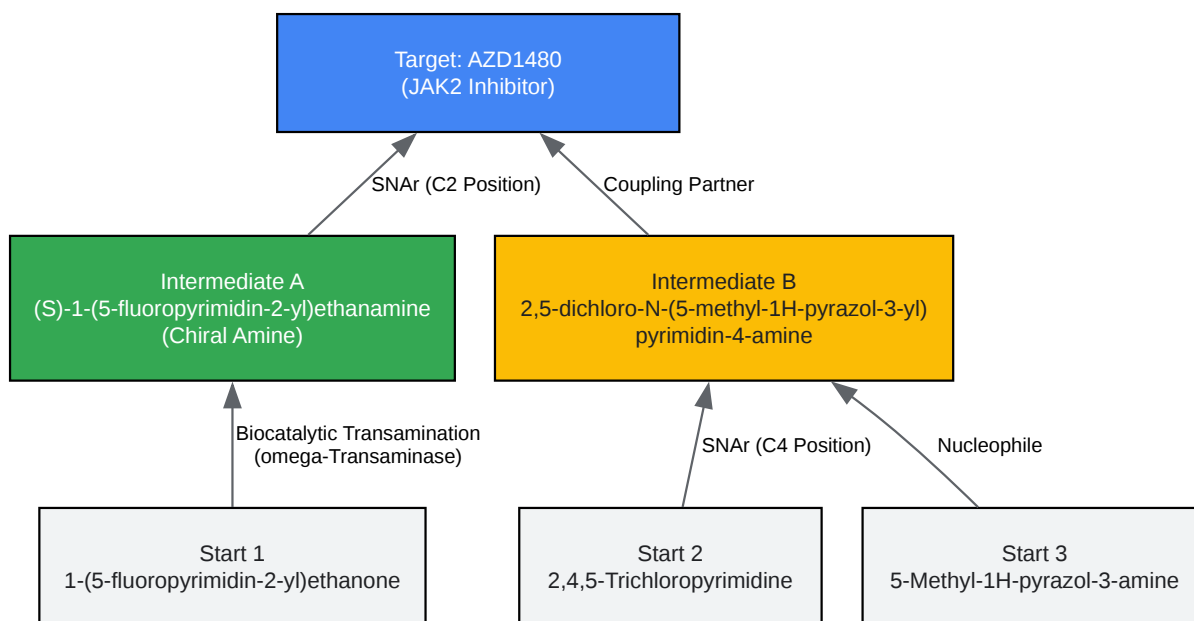 Target: AZD1480
(JAK2 Inhibitor)
SNAr (C2 Position)
Coupling Partner
Intermediate A
(S)-1-(5-fluoropyrimidin-2-yl)ethanamine
(Chiral Amine)
Intermediate B
2,5-dichloro-N-(5-methyl-1H-pyrazol-3-yl)
pyrimidin-4-amine
Biocatalytic Transamination
(omega-Transaminase)
SNAr (C4 Position)
Nucleophile
Start 1
1-(5-fluoropyrimidin-2-yl)ethanone
Start 2
2,4,5-Trichloropyrimidine
Start 3
5-Methyl-1H-pyrazol-3-amine